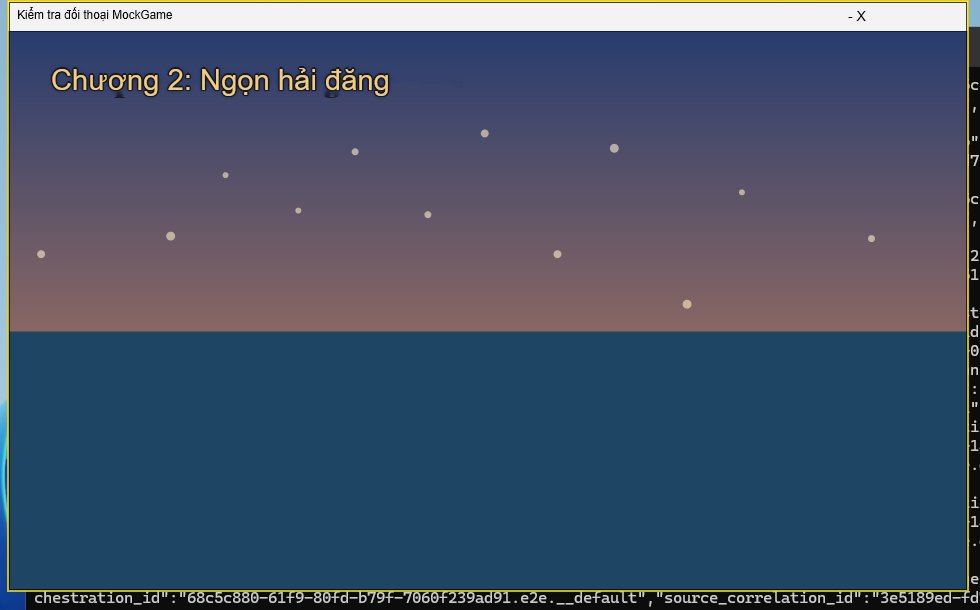 Kiểm tra đối thoại MockGame
- X
Chương 2: Ngọn hải đăng
chestration_id":"68c5c880-61f9-80fd-b79f-7060f239ad91.e2e.__default","source_correlation_id":"3e5189ed-f